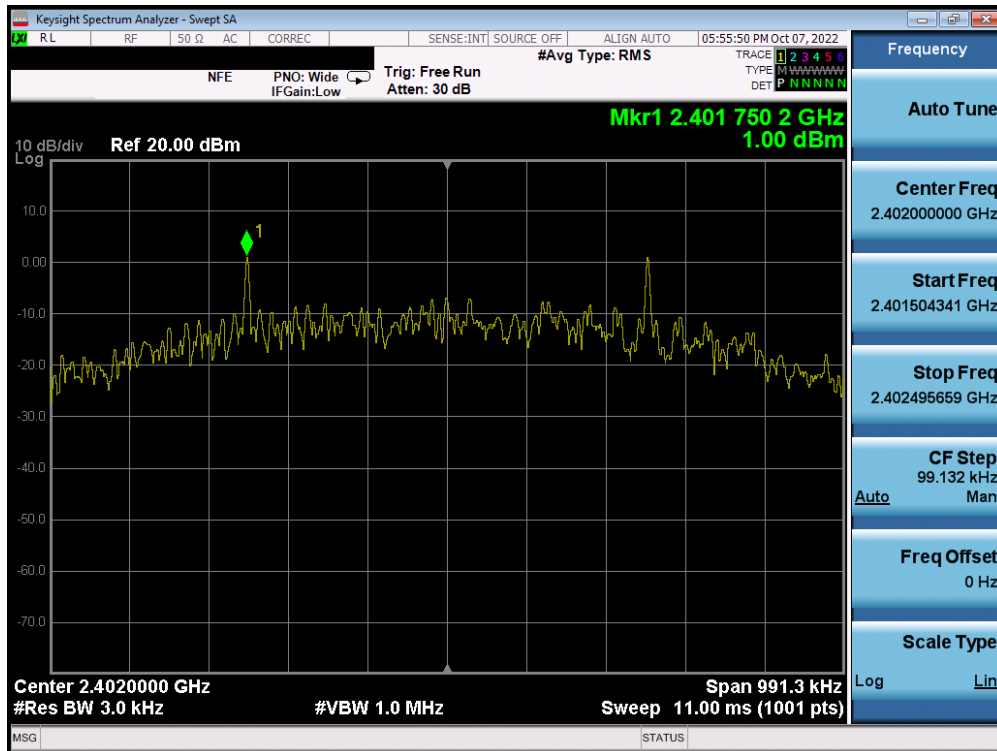 Keysight Spectrum Analyzer - Swept SA
LXI RL RF 50 Ω AC CORREC SENSE:INT SOURCE OFF ALIGN AUTO 05:55:50 PM Oct 07, 2022
#Avg Type: RMS TRACE 1 2 3 4 5 6
NFE PNO: Wide Trig: Free Run TYPE M WWWWW
IFGain:Low Atten: 30 dB DET P N N N N N
Mkr1 2.401 750 2 GHz
1.00 dBm
10 dB/div Ref 20.00 dBm
Log
10.0
1
0.00
-10.0
-20.0
-30.0
-40.0
-50.0
-60.0
-70.0
Center 2.4020000 GHz Span 991.3 kHz
#Res BW 3.0 kHz #VBW 1.0 MHz Sweep 11.00 ms (1001 pts)
MSG STATUS
Frequency
Auto Tune
Center Freq
2.402000000 GHz
Start Freq
2.401504341 GHz
Stop Freq
2.402495659 GHz
CF Step
99.132 kHz
Auto Man
Freq Offset
0 Hz
Scale Type
Log Lin